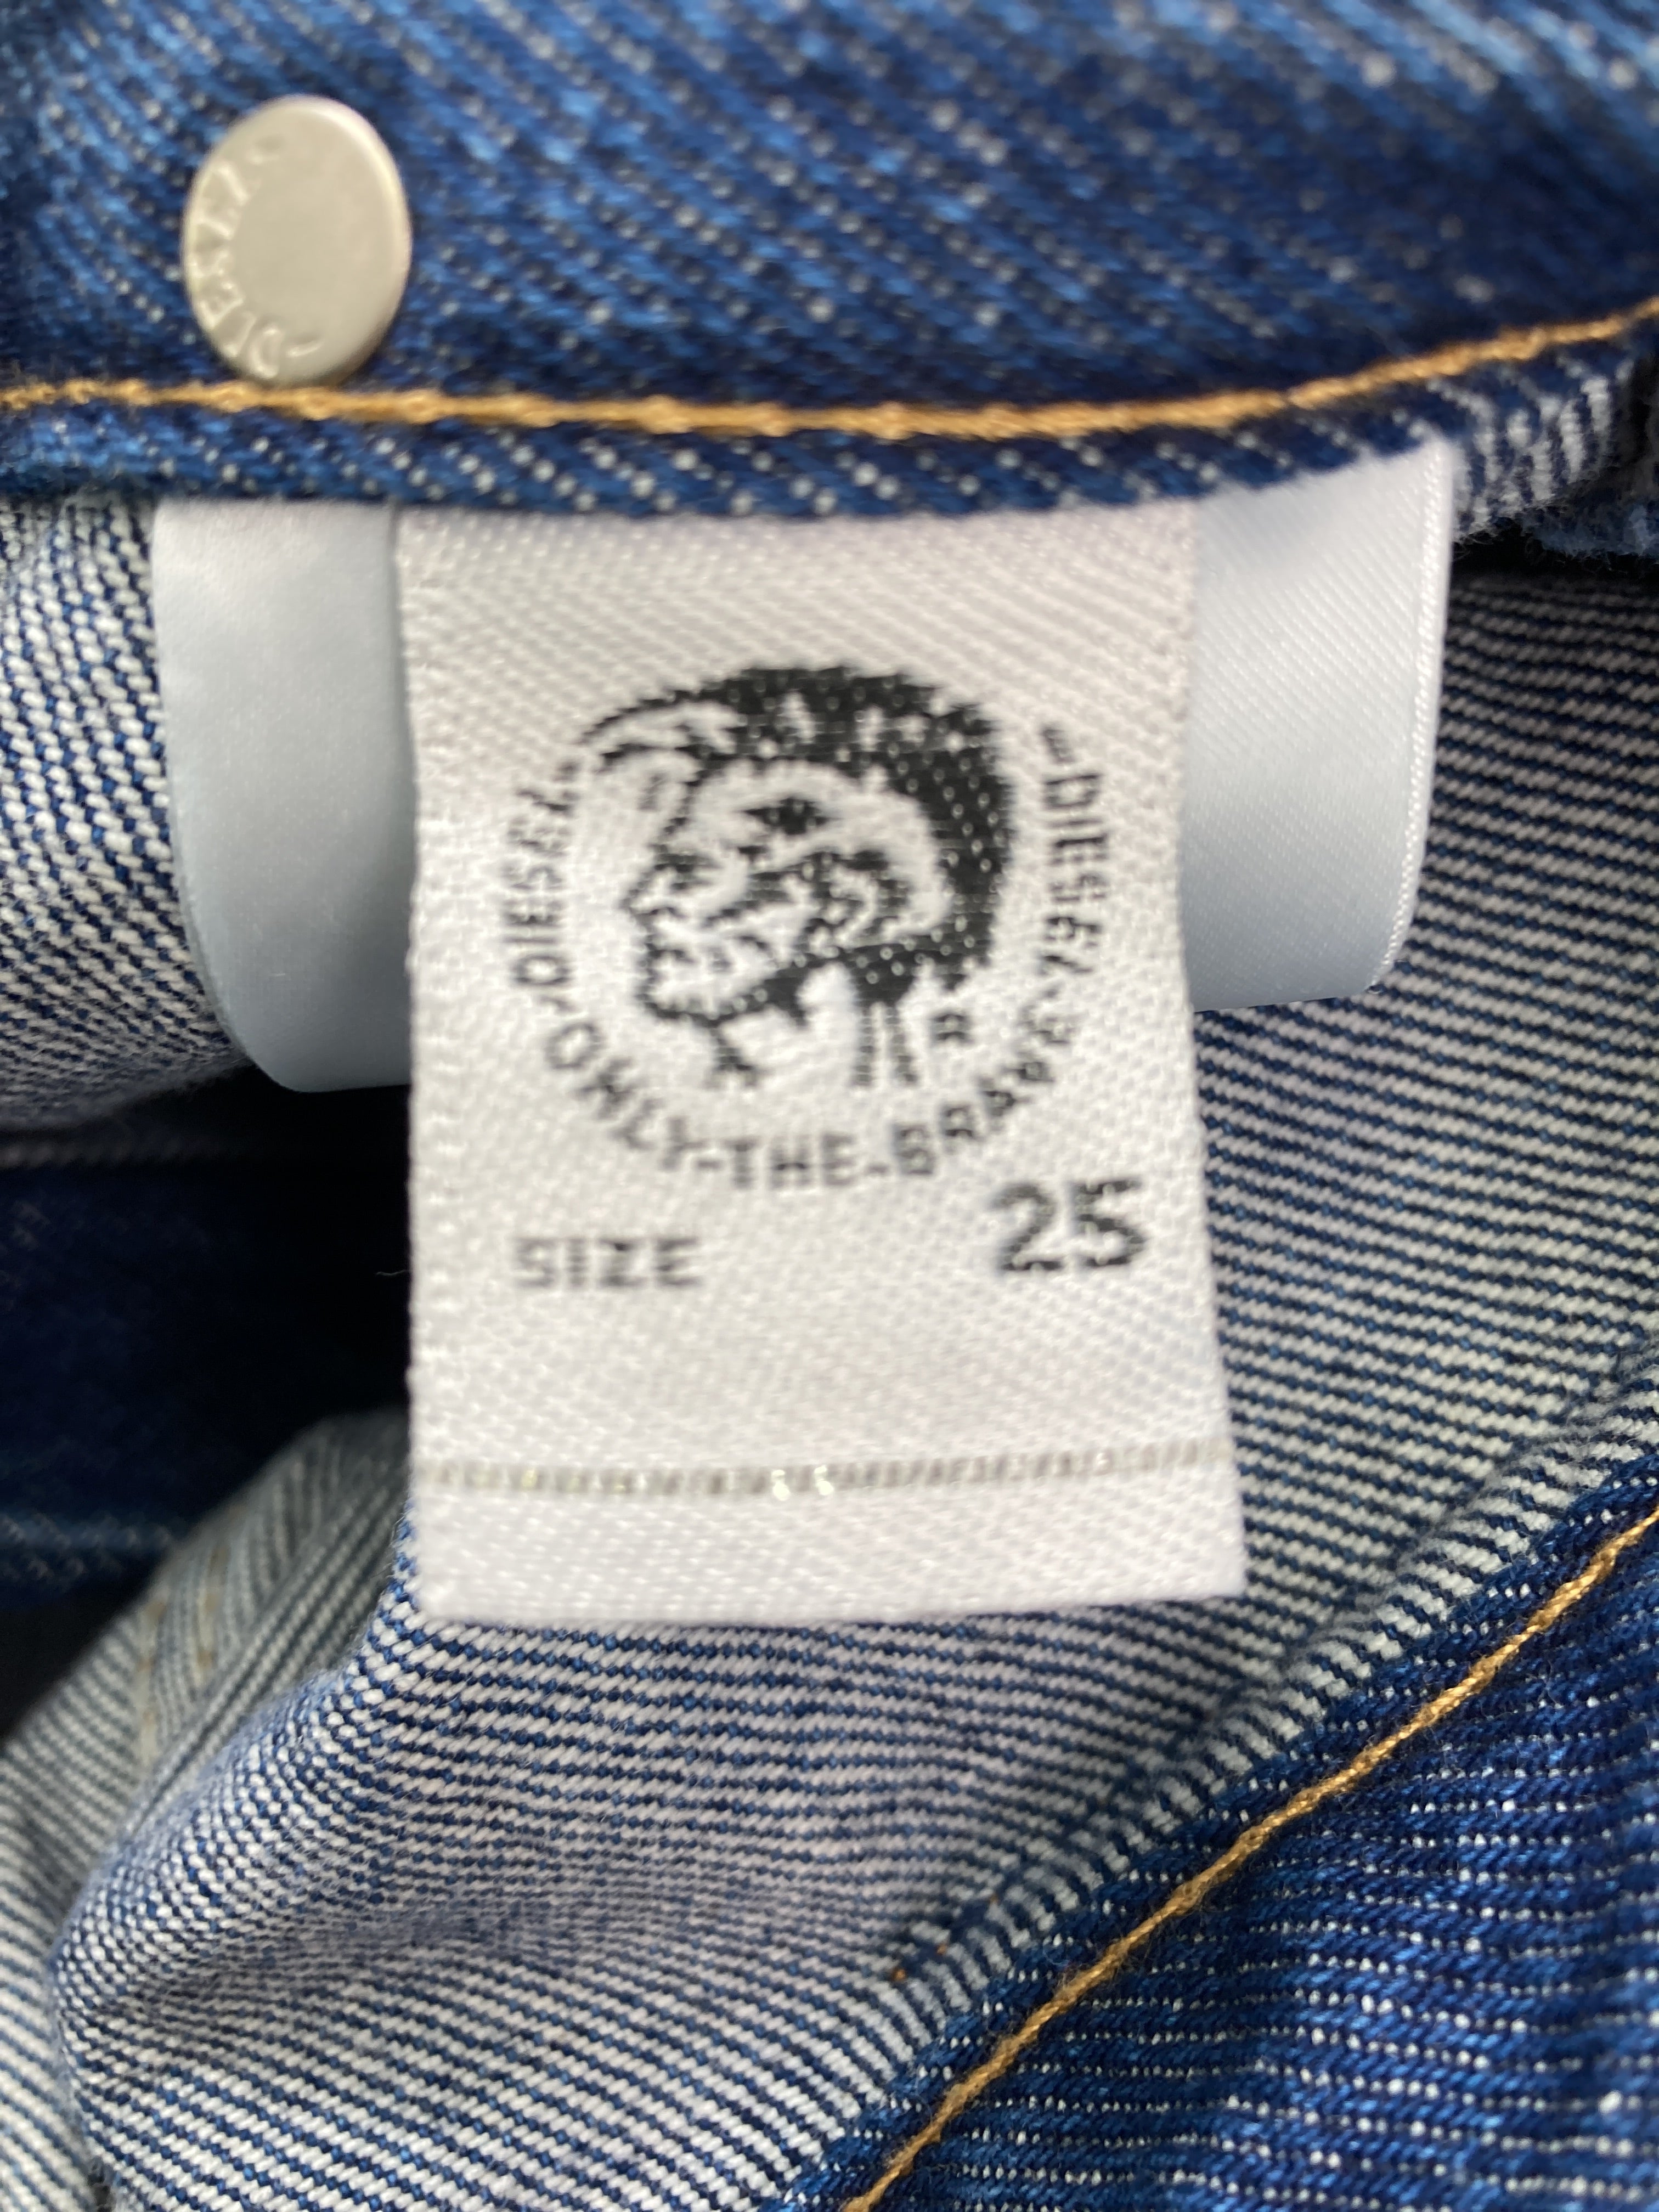 DIESEL
"DIESEL"-ONLY-THE-BRAVE-"DIESEL"
R
SIZE 25